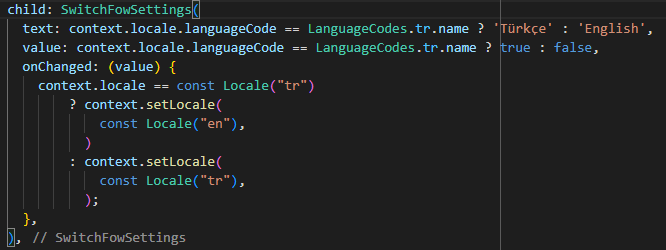 child: SwitchFowSettings(
text: context.locale.languageCode == LanguageCodes.tr.name ? 'Türkçe' : 'English',
value: context.locale.languageCode == LanguageCodes.tr.name ? true : false,
onChanged: (value) {
context.locale == const Locale("tr")
? context.setLocale(
const Locale("en"),
)
: context.setLocale(
const Locale("tr"),
);
},
), // SwitchFowSettings